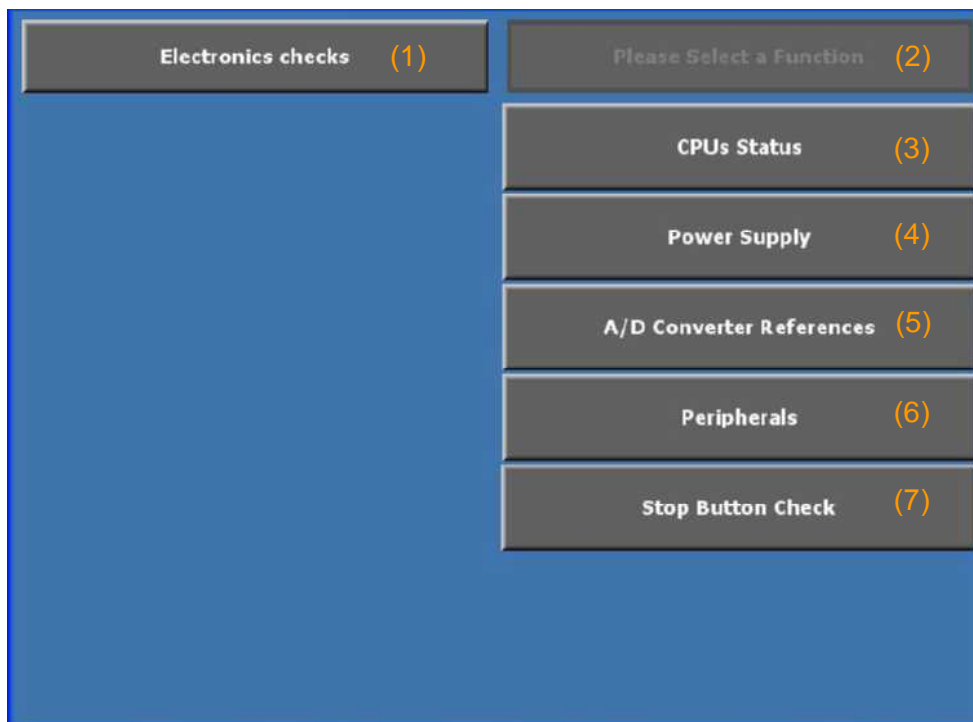 Electronics checks (1)
Please Select a Function (2)
CPUs Status (3)
Power Supply (4)
A/D Converter References (5)
Peripherals (6)
Stop Button Check (7)